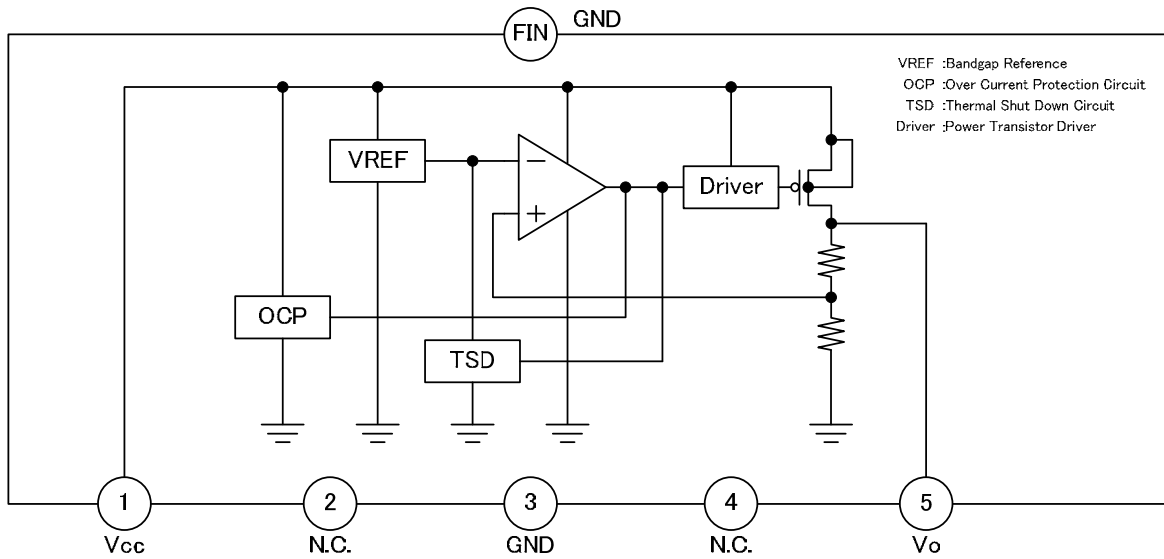 FIN GND
VREF :Bandgap Reference
OCP :Over Current Protection Circuit
TSD :Thermal Shut Down Circuit
Driver :Power Transistor Driver
VREF
−
+
Driver
OCP
TSD
1 2 3 4 5
Vcc N.C. GND N.C. Vo